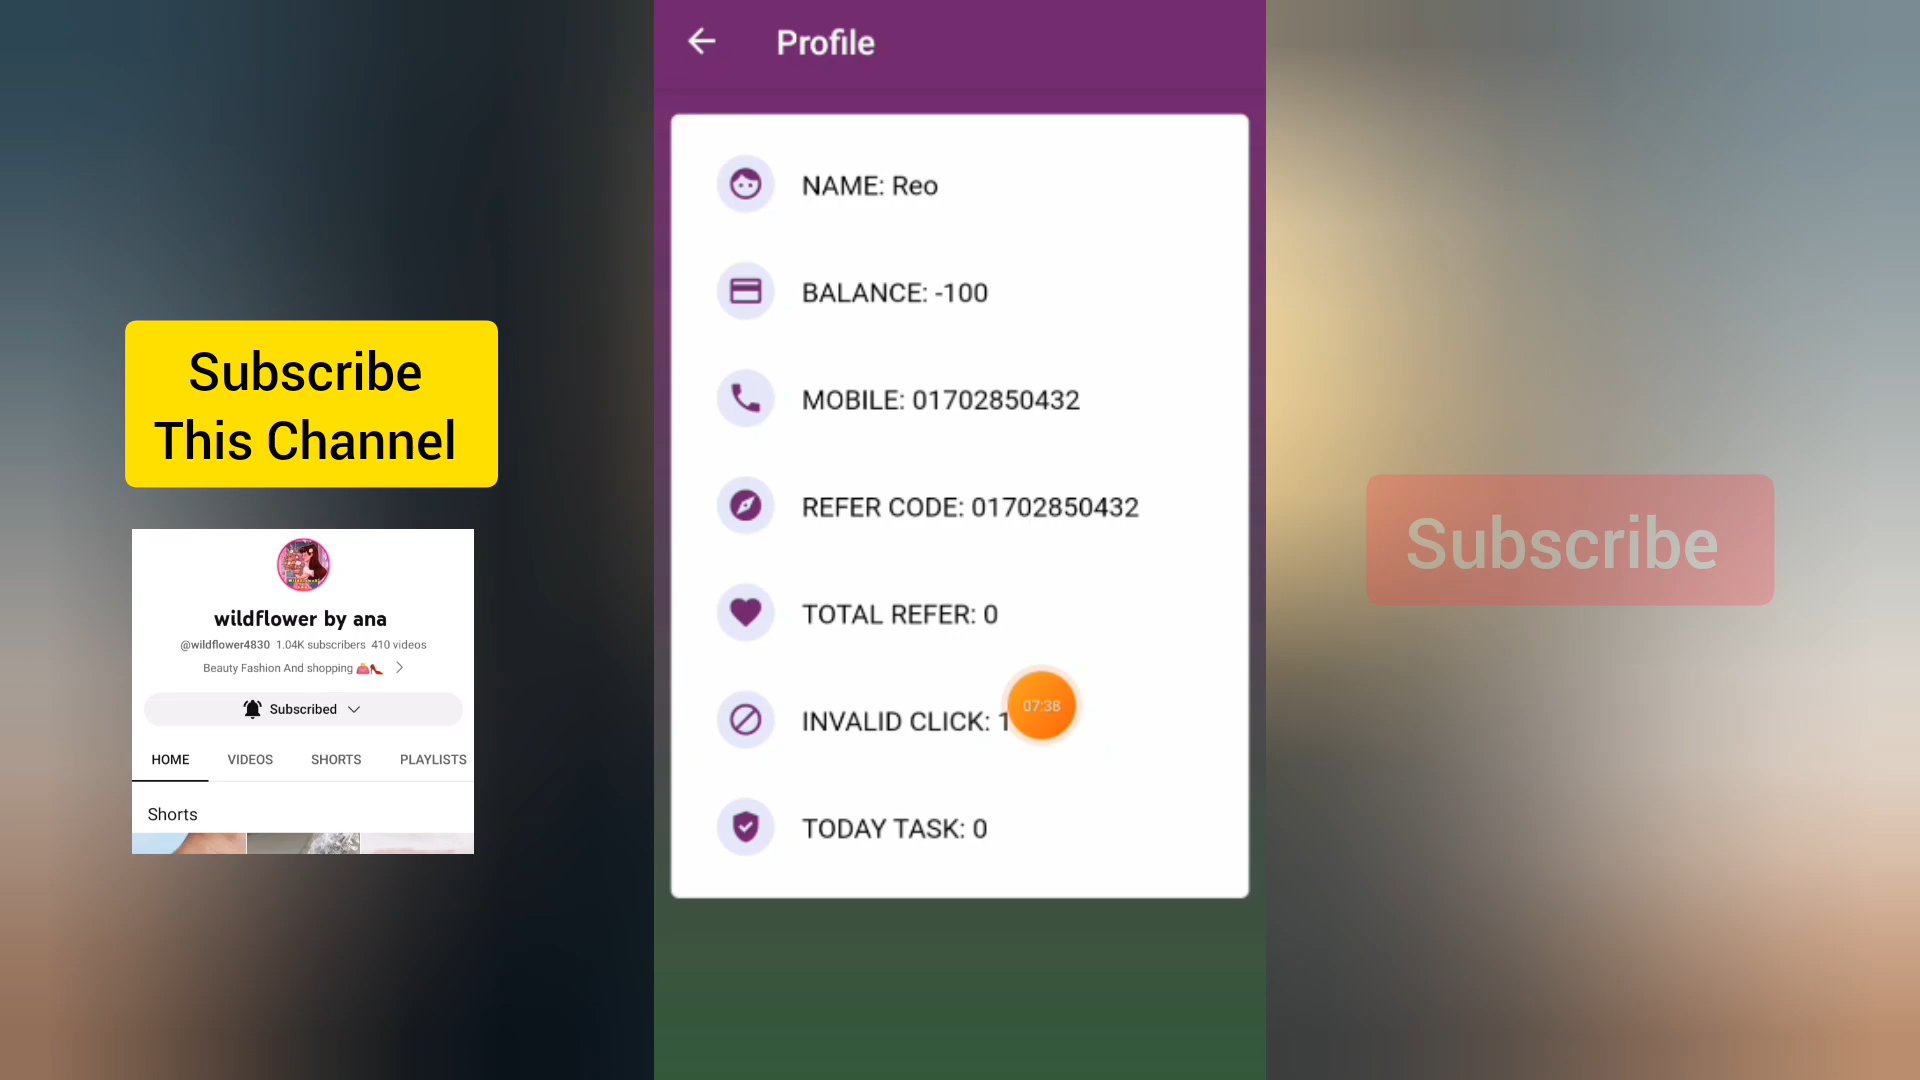 Profile
NAME: Reo
BALANCE: -100
MOBILE: 01702850432
REFER CODE: 01702850432
TOTAL REFER: 0
INVALID CLICK: 1
07:38
TODAY TASK: 0
Subscribe
This Channel
wildflower by ana
@wildflower4830 1.04K subscribers 410 videos
Beauty Fashion And shopping 👛👠
Subscribed
HOME VIDEOS SHORTS PLAYLISTS
Shorts
Subscribe